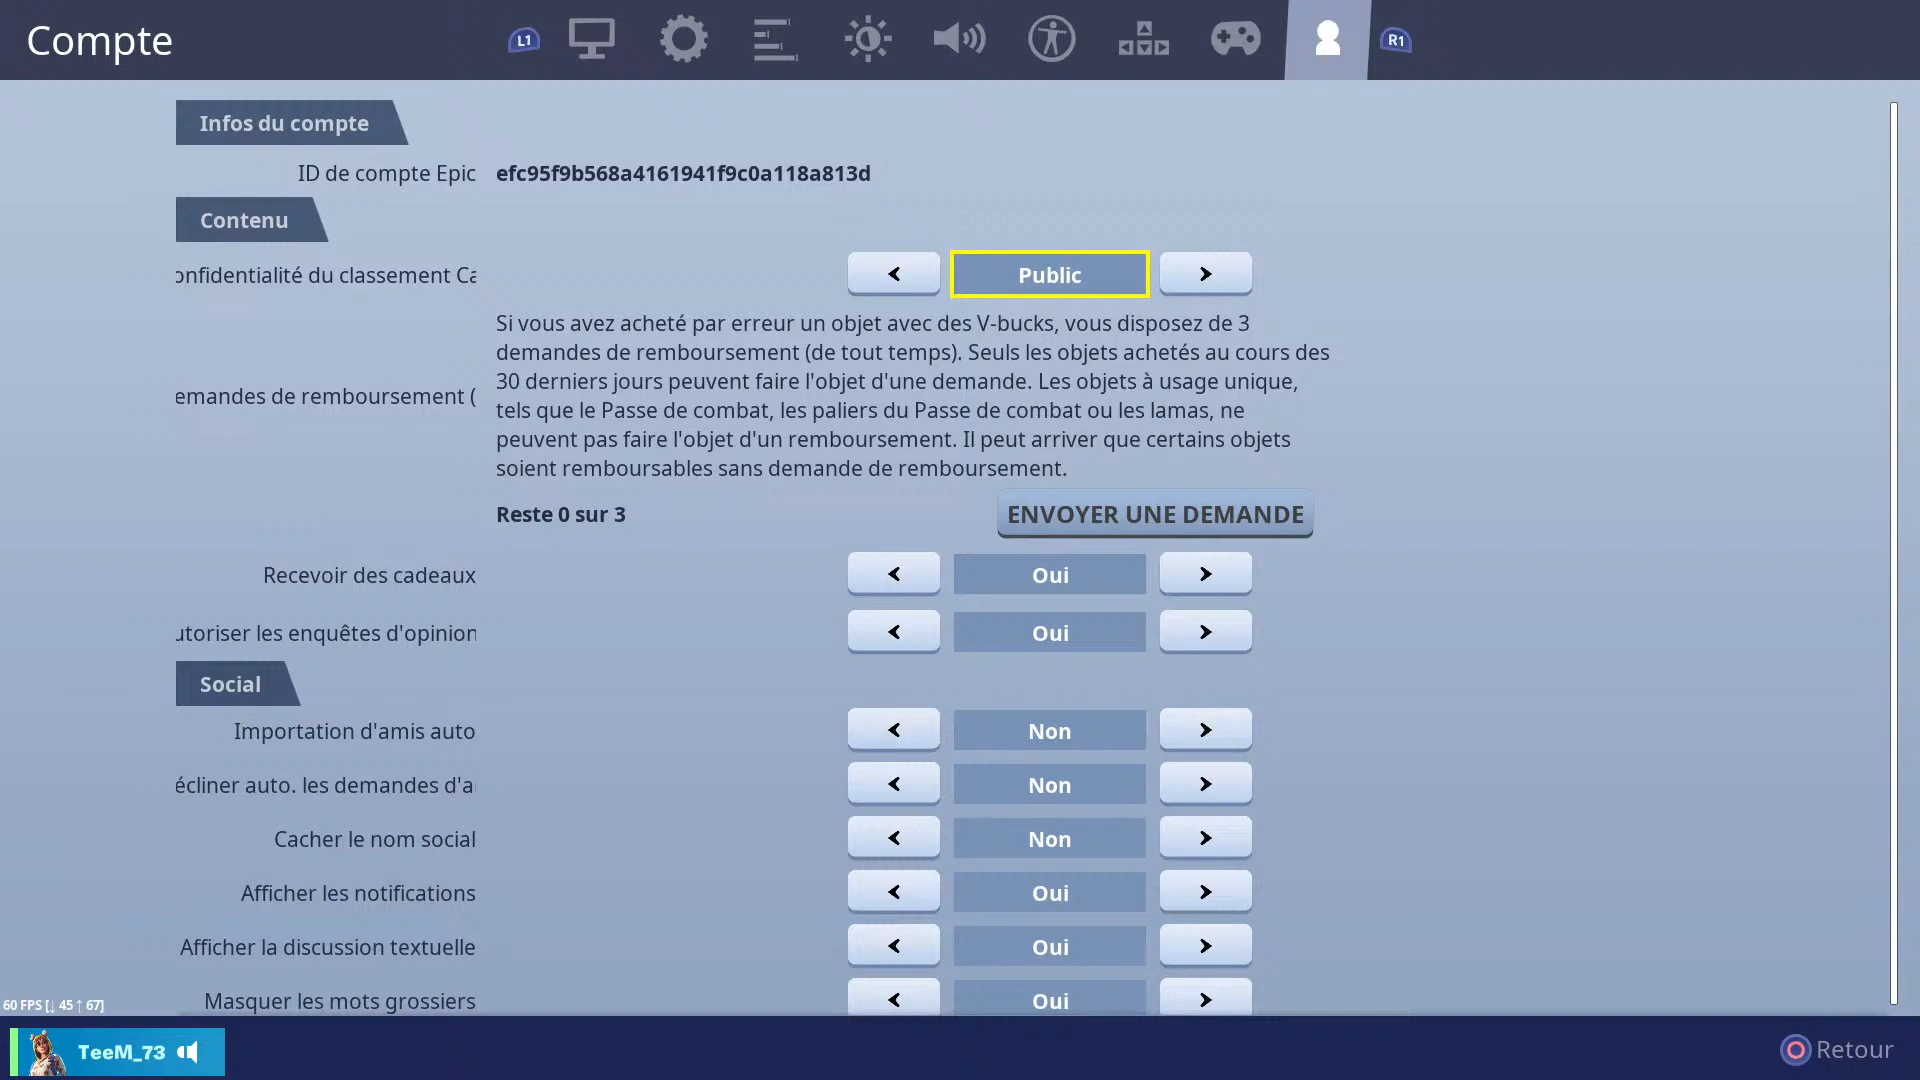 Compte
L1
R1
Infos du compte
ID de compte Epic efc95f9b568a4161941f9c0a118a813d
Contenu
onfidentialité du classement Ca < Public >
Si vous avez acheté par erreur un objet avec des V-bucks, vous disposez de 3
demandes de remboursement (de tout temps). Seuls les objets achetés au cours des
30 derniers jours peuvent faire l'objet d'une demande. Les objets à usage unique,
emandes de remboursement (
tels que le Passe de combat, les paliers du Passe de combat ou les lamas, ne
peuvent pas faire l'objet d'un remboursement. Il peut arriver que certains objets
soient remboursables sans demande de remboursement.
Reste 0 sur 3 ENVOYER UNE DEMANDE
Recevoir des cadeaux < Oui >
utoriser les enquêtes d'opinion < Oui >
Social
Importation d'amis auto < Non >
écliner auto. les demandes d'a < Non >
Cacher le nom social < Non >
Afficher les notifications < Oui >
Afficher la discussion textuelle < Oui >
Masquer les mots grossiers < Oui >
60 FPS [↓ 45 ↑ 67]
TeeM_73
Retour